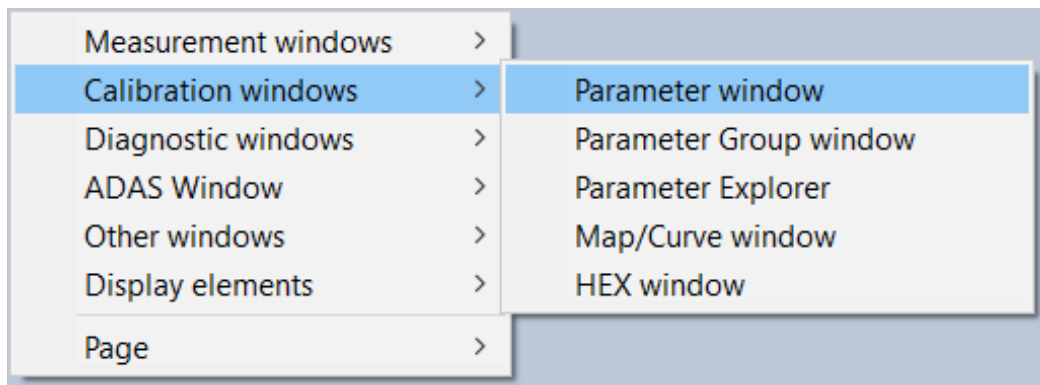 Measurement windows
Calibration windows
Diagnostic windows
ADAS Window
Other windows
Display elements
Page
Parameter window
Parameter Group window
Parameter Explorer
Map/Curve window
HEX window